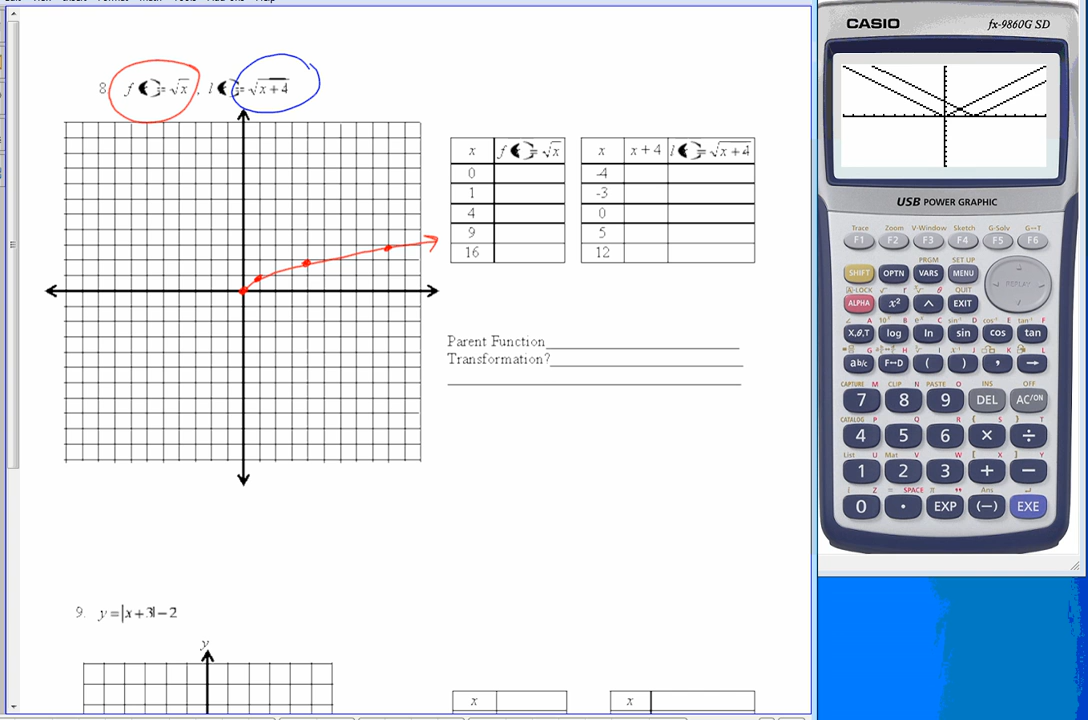 CASIO fx-9860G SD
8 f( )=√x , l( )=√x+4
x f( )=√x
0
1
4
9
16
x x+4 l( )=√x+4
-4
-3
0
5
12
Parent Function
Transformation?
9. y=|x+3|-2
y
x
x
USB POWER GRAPHIC
Trace Zoom V-Window Sketch G-Solv G↔T
F1 F2 F3 F4 F5 F6
PRGM SET UP
SHIFT OPTN VARS MENU
REPLAY
A-LOCK QUIT
ALPHA x² ^ EXIT
X,θ,T log ln sin cos tan
ab/c F↔D ( ) , →
CAPTURE M CLIP N PASTE O INS OFF
7 8 9 DEL AC/ON
CATALOG P Q R { S } T
4 5 6 × ÷
List U Mat V W [ X ] Y
1 2 3 + −
i Z = SPACE π " Ans
0 . EXP (−) EXE